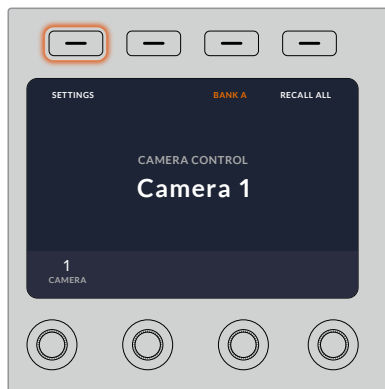 SETTINGS BANK A RECALL ALL
CAMERA CONTROL
Camera 1
1
CAMERA